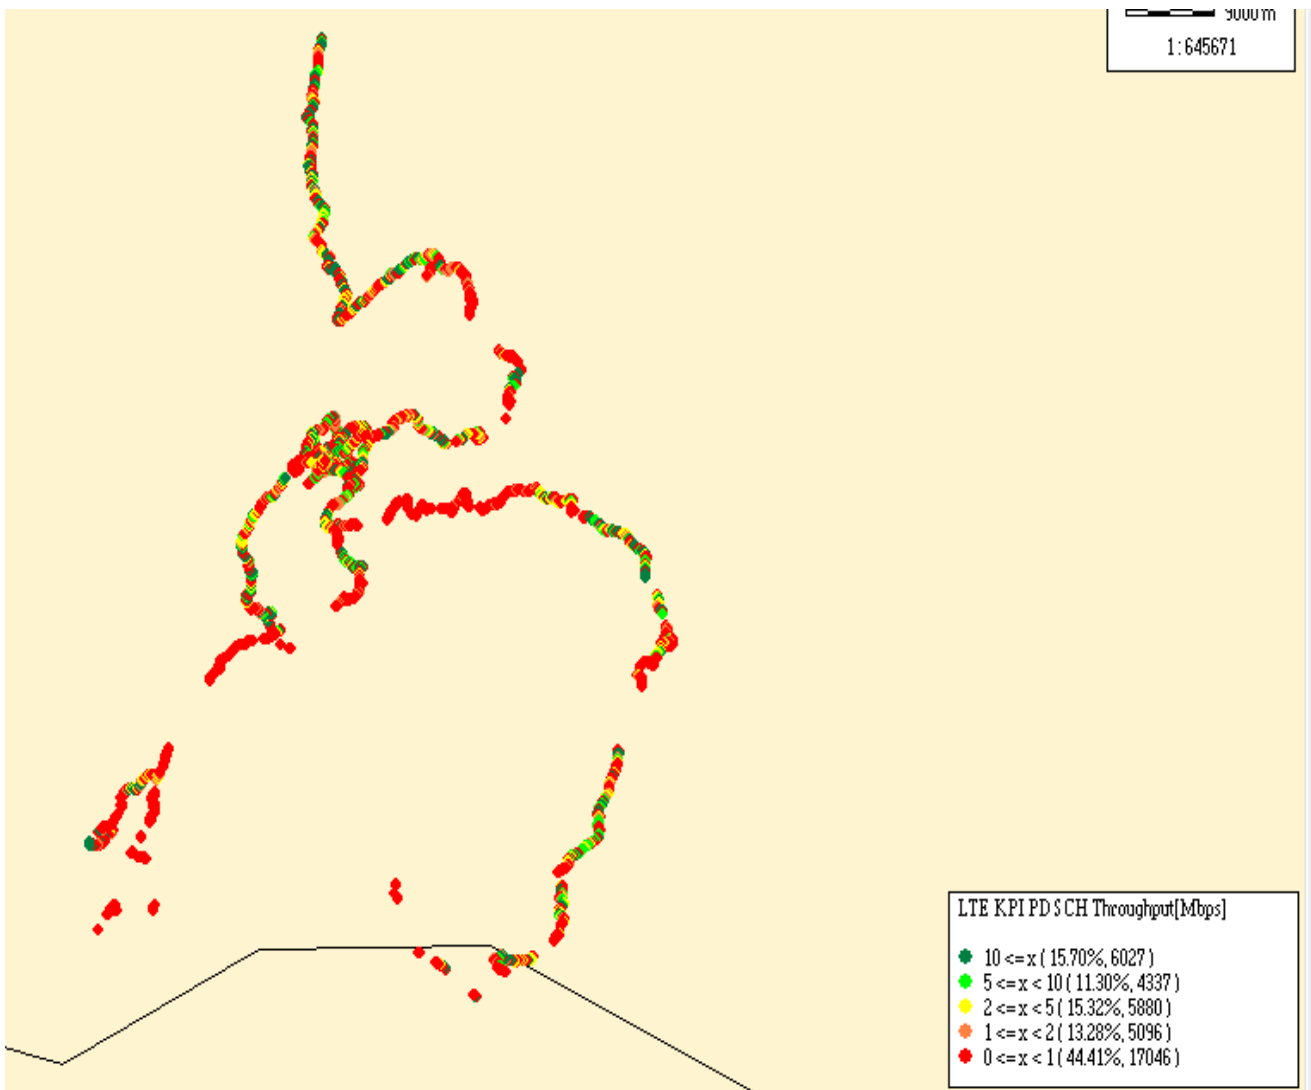 9000 m
1:645671
LTE KPI PDSCH Throughput[Mbps]
10 <= x ( 15.70%, 6027 )
5 <= x < 10 ( 11.30%, 4337 )
2 <= x < 5 ( 15.32%, 5880 )
1 <= x < 2 ( 13.28%, 5096 )
0 <= x < 1 ( 44.41%, 17046 )